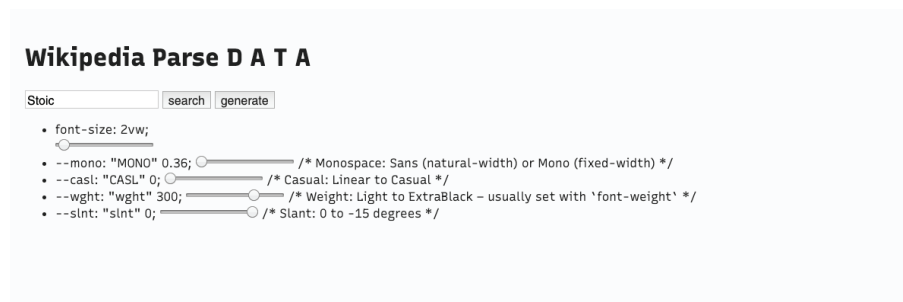 Wikipedia Parse D A T A
Stoic search generate
• font-size: 2vw;
• --mono: "MONO" 0.36; /* Monospace: Sans (natural-width) or Mono (fixed-width) */
• --casl: "CASL" 0; /* Casual: Linear to Casual */
• --wght: "wght" 300; /* Weight: Light to ExtraBlack – usually set with `font-weight` */
• --slnt: "slnt" 0; /* Slant: 0 to -15 degrees */